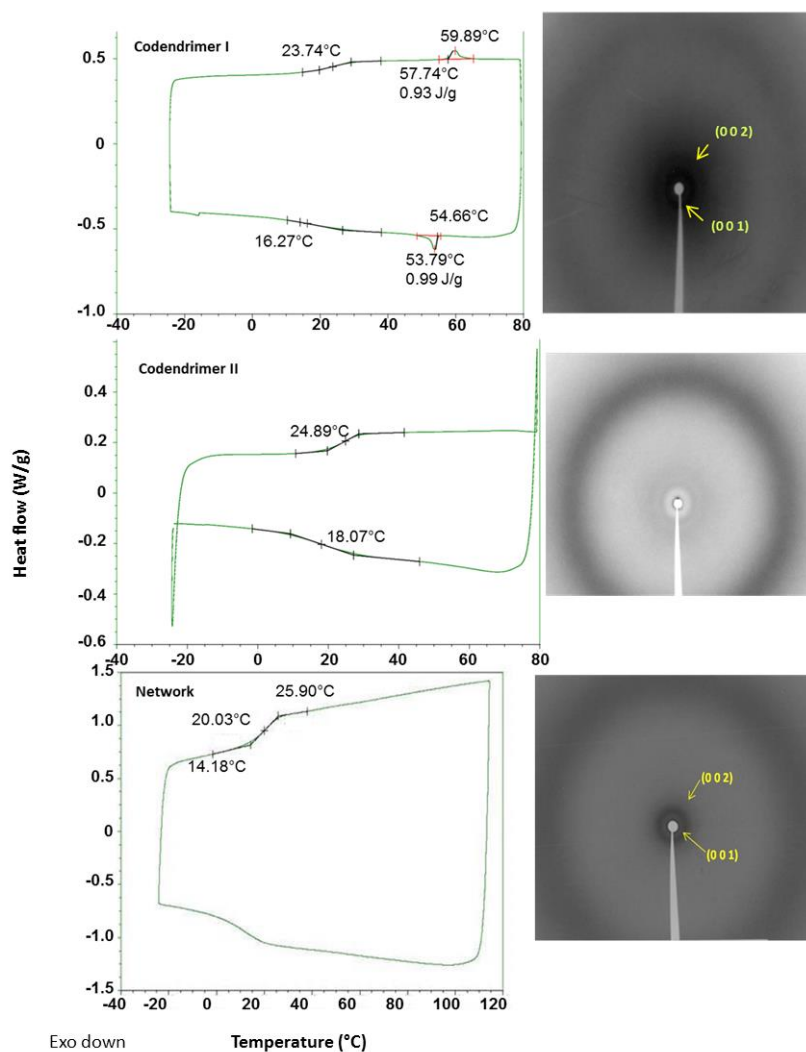 Codendrimer I
59.89°C
23.74°C
57.74°C
0.93 J/g
54.66°C
16.27°C
53.79°C
0.99 J/g
0.5
0
-0.5
-1.0
-40
-20
0
20
40
60
80
(0 0 2)
(0 0 1)
Codendrimer II
24.89°C
18.07°C
0.4
0.2
0
-0.2
-0.4
-0.6
-40
-20
0
20
40
60
80
Heat flow (W/g)
Network
25.90°C
20.03°C
14.18°C
1.5
1.0
0.5
0
-0.5
-1.0
-1.5
-40
-20
0
20
40
60
80
100
120
(0 0 2)
(0 0 1)
Exo down
Temperature (°C)